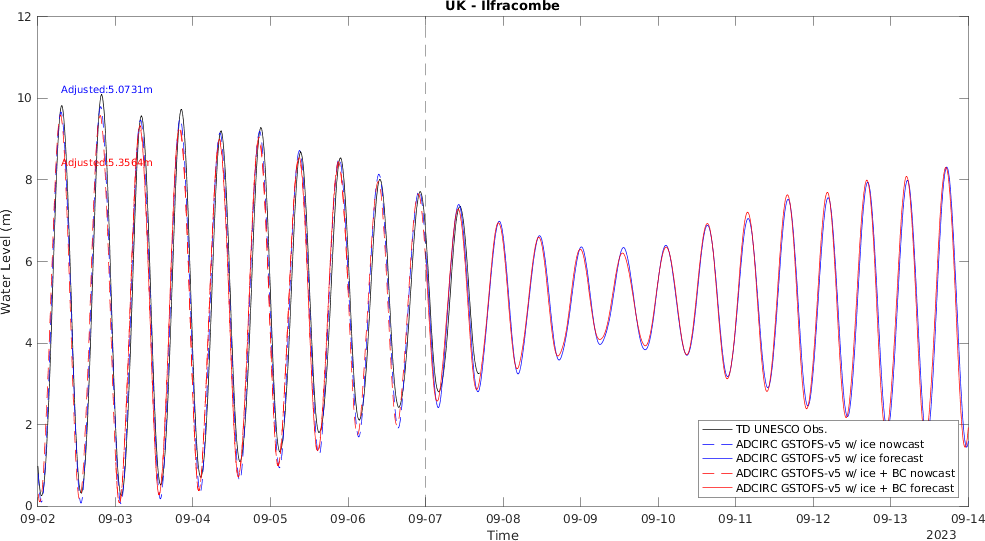 UK - Ilfracombe
12
10
8
6
4
2
0
Water Level (m)
Adjusted:5.0731m
Adjusted:5.3564m
TD UNESCO Obs.
ADCIRC GSTOFS-v5 w/ ice nowcast
ADCIRC GSTOFS-v5 w/ ice forecast
ADCIRC GSTOFS-v5 w/ ice + BC nowcast
ADCIRC GSTOFS-v5 w/ ice + BC forecast
09-02 09-03 09-04 09-05 09-06 09-07 09-08 09-09 09-10 09-11 09-12 09-13 09-14
Time
2023